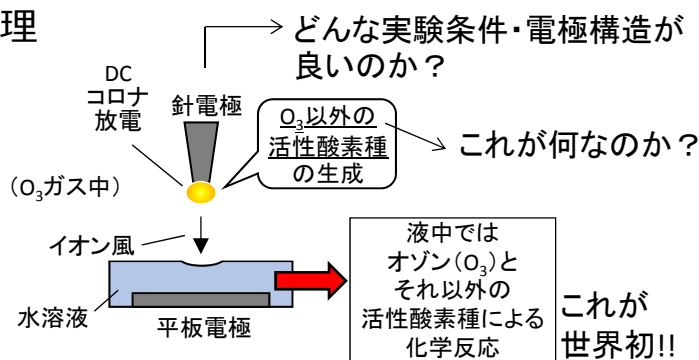 理
どんな実験条件・電極構造が
良いのか？
DC
コロナ
放電
針電極
O₃以外の
活性酸素種
の生成
これが何なのか？
（O₃ガス中）
イオン風
水溶液
平板電極
液中では
オゾン（O₃）と
それ以外の
活性酸素種による
化学反応
これが
世界初!!